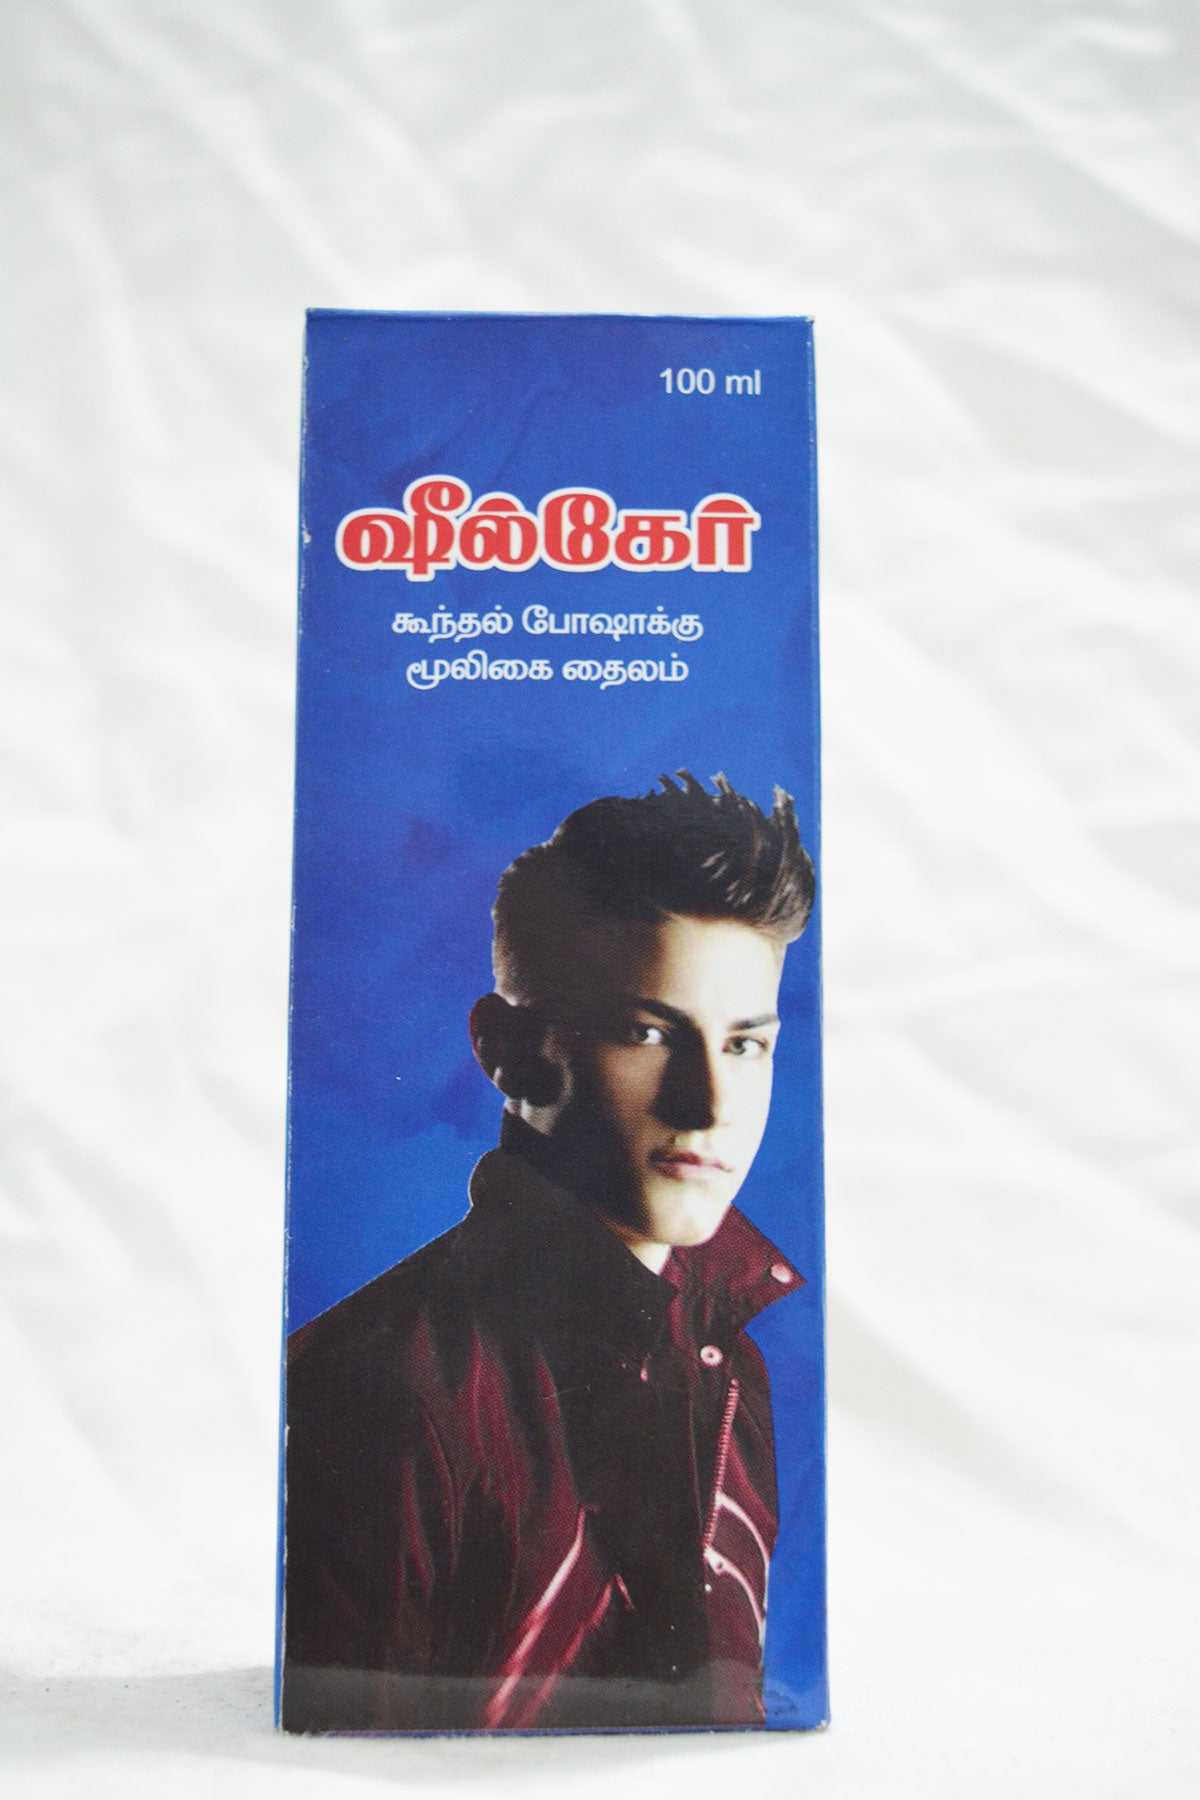 100 ml
ஷீல்கேர்
கூந்தல் போஷாக்கு
மூலிகை தைலம்